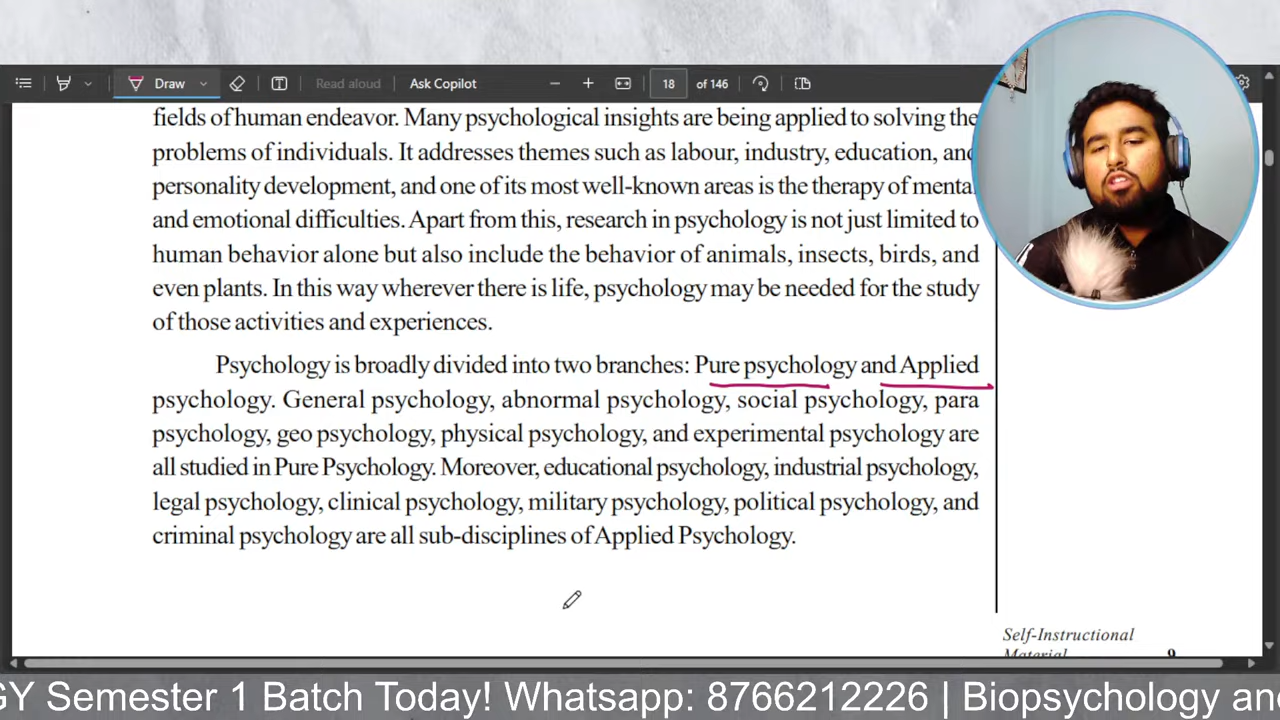 Draw
Read aloud
Ask Copilot
18
of 146
fields of human endeavor. Many psychological insights are being applied to solving the
problems of individuals. It addresses themes such as labour, industry, education, and
personality development, and one of its most well-known areas is the therapy of mental
and emotional difficulties. Apart from this, research in psychology is not just limited to
human behavior alone but also include the behavior of animals, insects, birds, and
even plants. In this way wherever there is life, psychology may be needed for the study
of those activities and experiences.
Psychology is broadly divided into two branches: Pure psychology and Applied
psychology. General psychology, abnormal psychology, social psychology, para
psychology, geo psychology, physical psychology, and experimental psychology are
all studied in Pure Psychology. Moreover, educational psychology, industrial psychology,
legal psychology, clinical psychology, military psychology, political psychology, and
criminal psychology are all sub-disciplines of Applied Psychology.
Self-Instructional
Material 9
GY Semester 1 Batch Today! Whatsapp: 8766212226 | Biopsychology and